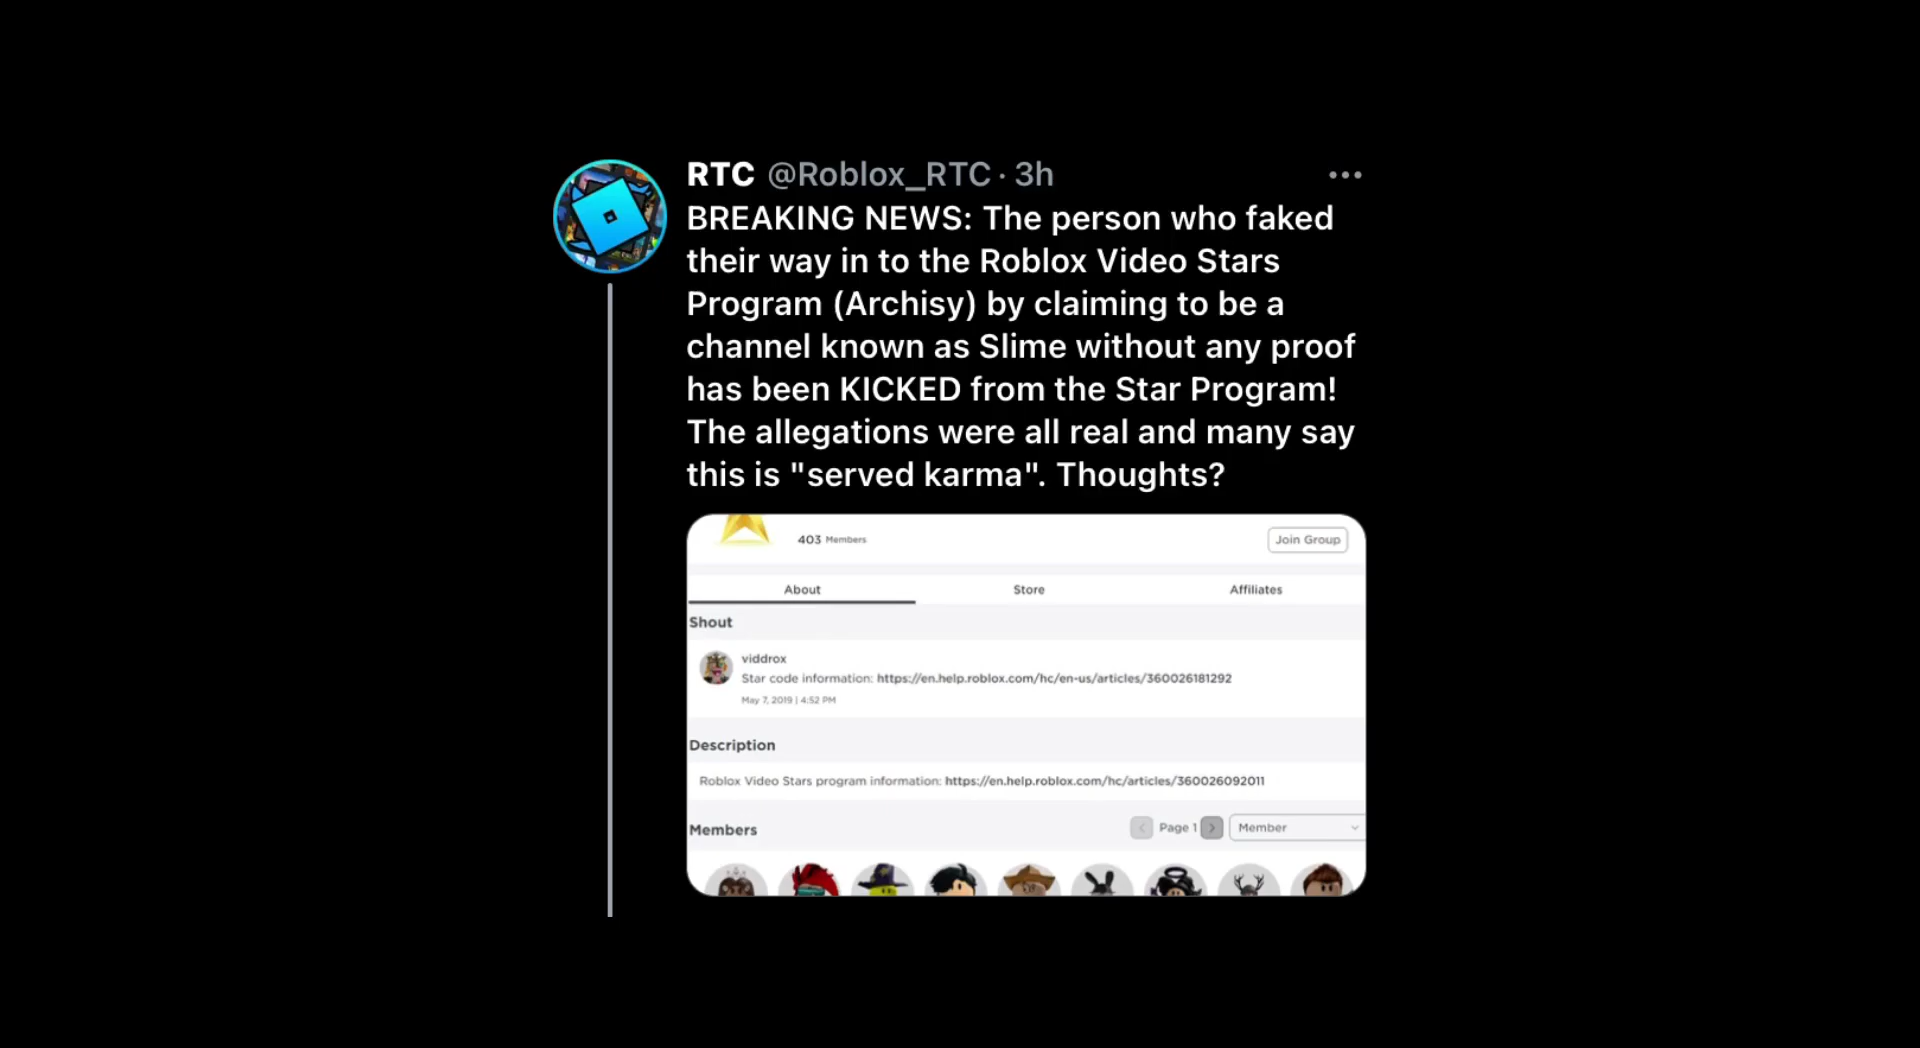 RTC @Roblox_RTC · 3h
BREAKING NEWS: The person who faked
their way in to the Roblox Video Stars
Program (Archisy) by claiming to be a
channel known as Slime without any proof
has been KICKED from the Star Program!
The allegations were all real and many say
this is "served karma". Thoughts?
403 Members
Join Group
About Store Affiliates
Shout
viddrox
Star code information: https://en.help.roblox.com/hc/en-us/articles/360026181292
May 7, 2019 | 4:52 PM
Description
Roblox Video Stars program information: https://en.help.roblox.com/hc/articles/360026092011
Members
Page 1
Member